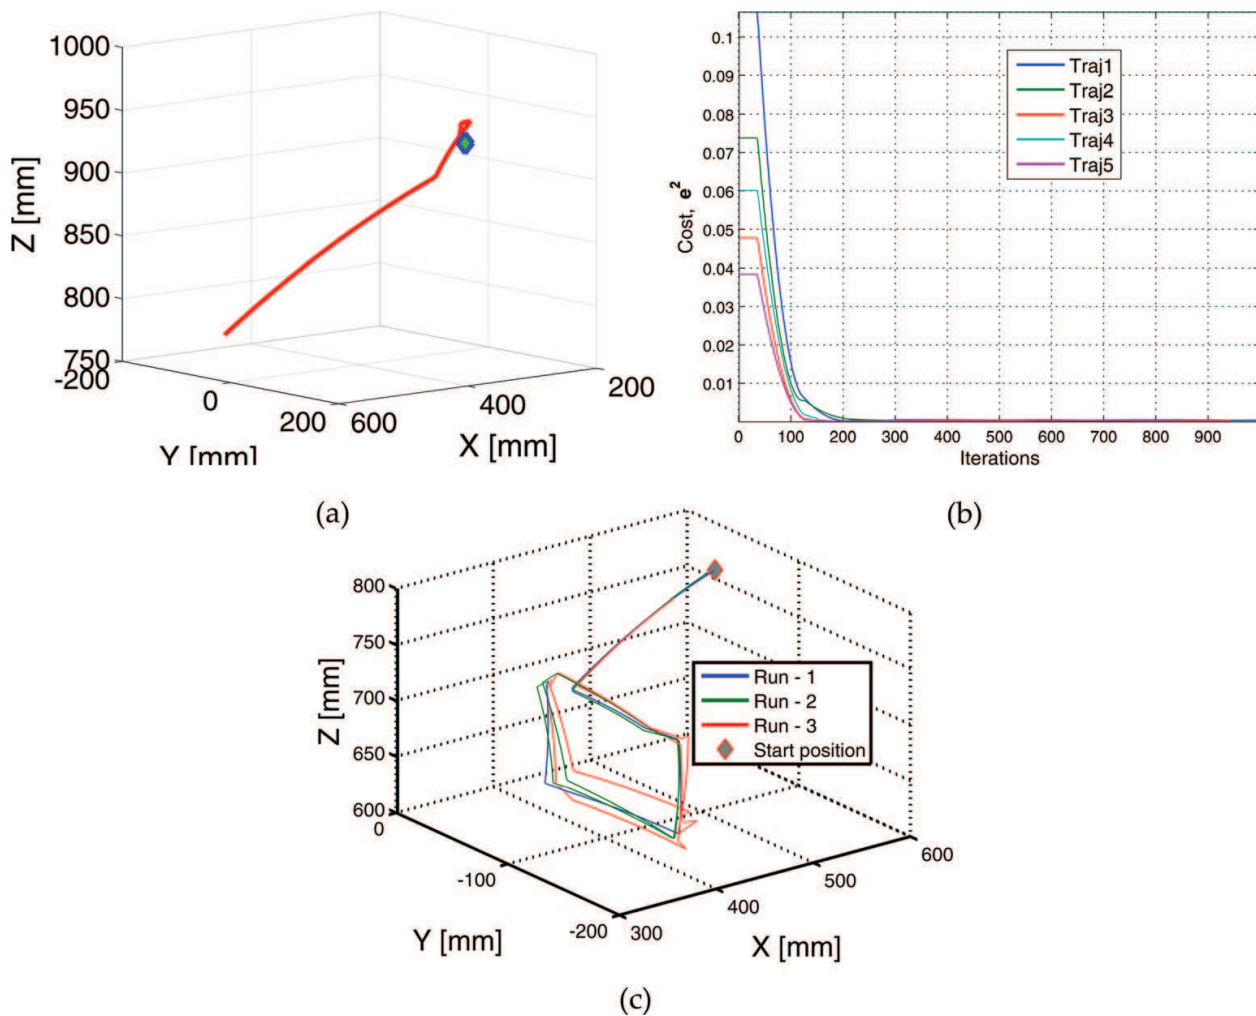 1000
950
900
850
800
750
Z [mm]
-200
0
200
Y [mm]
600
400
200
X [mm]
(a)
0.1
0.09
0.08
0.07
0.06
0.05
0.04
0.03
0.02
0.01
Cost, e²
Traj1
Traj2
Traj3
Traj4
Traj5
0 100 200 300 400 500 600 700 800 900
Iterations
(b)
800
750
700
650
600
Z [mm]
0
-100
-200
Y [mm]
300
400
500
600
X [mm]
Run - 1
Run - 2
Run - 3
Start position
(c)